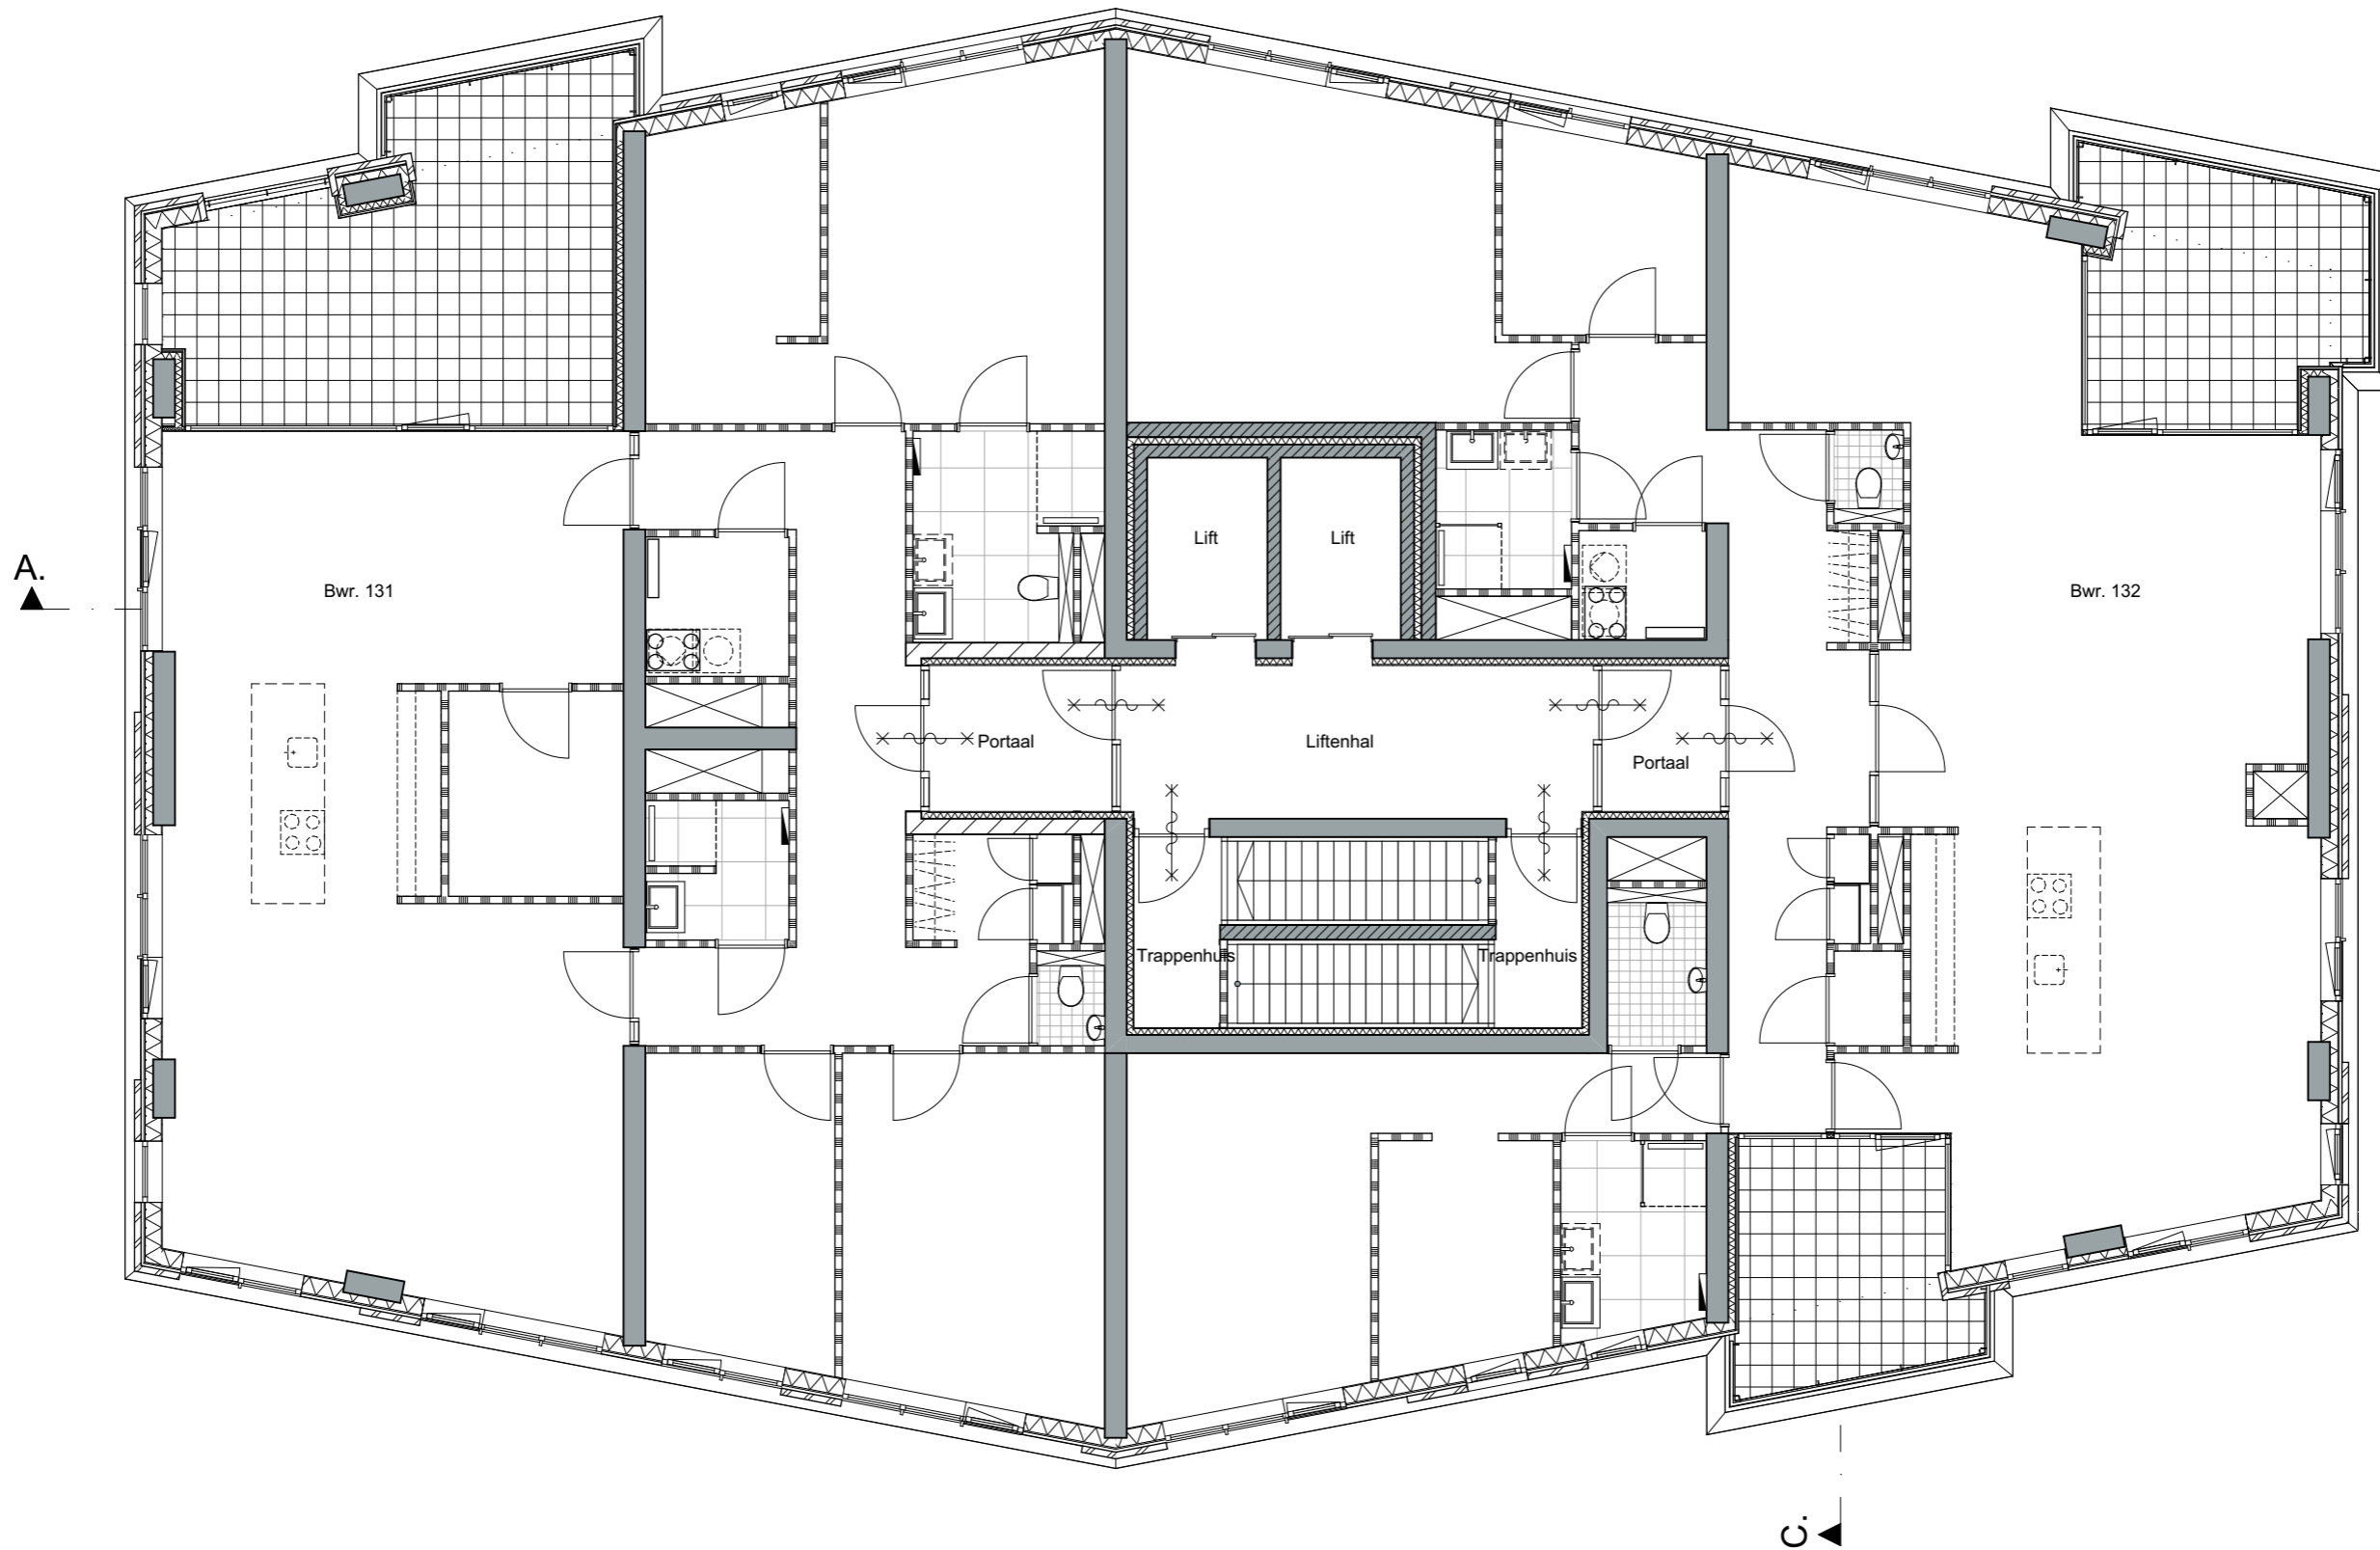 Lift
Lift
A.
Bwr. 131
Bwr. 132
Portaal
Liftenhal
Portaal
Trappenhuis
Trappenhuis
C.